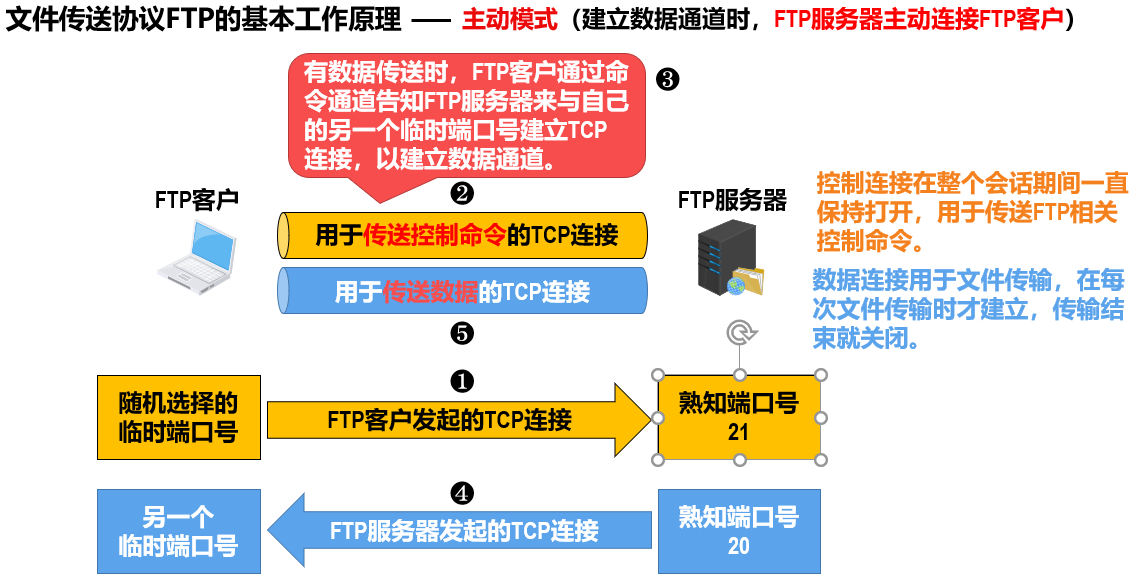 文件传送协议FTP的基本工作原理 —— 主动模式（建立数据通道时，FTP服务器主动连接FTP客户）
有数据传送时，FTP客户通过命
令通道告知FTP服务器来与自己
的另一个临时端口号建立TCP
连接，以建立数据通道。
❸
❷
FTP客户
FTP服务器
用于传送控制命令的TCP连接
用于传送数据的TCP连接
❺
控制连接在整个会话期间一直
保持打开，用于传送FTP相关
控制命令。
数据连接用于文件传输，在每
次文件传输时才建立，传输结
束就关闭。
❶
随机选择的
临时端口号
FTP客户发起的TCP连接
熟知端口号
21
❹
另一个
临时端口号
FTP服务器发起的TCP连接
熟知端口号
20